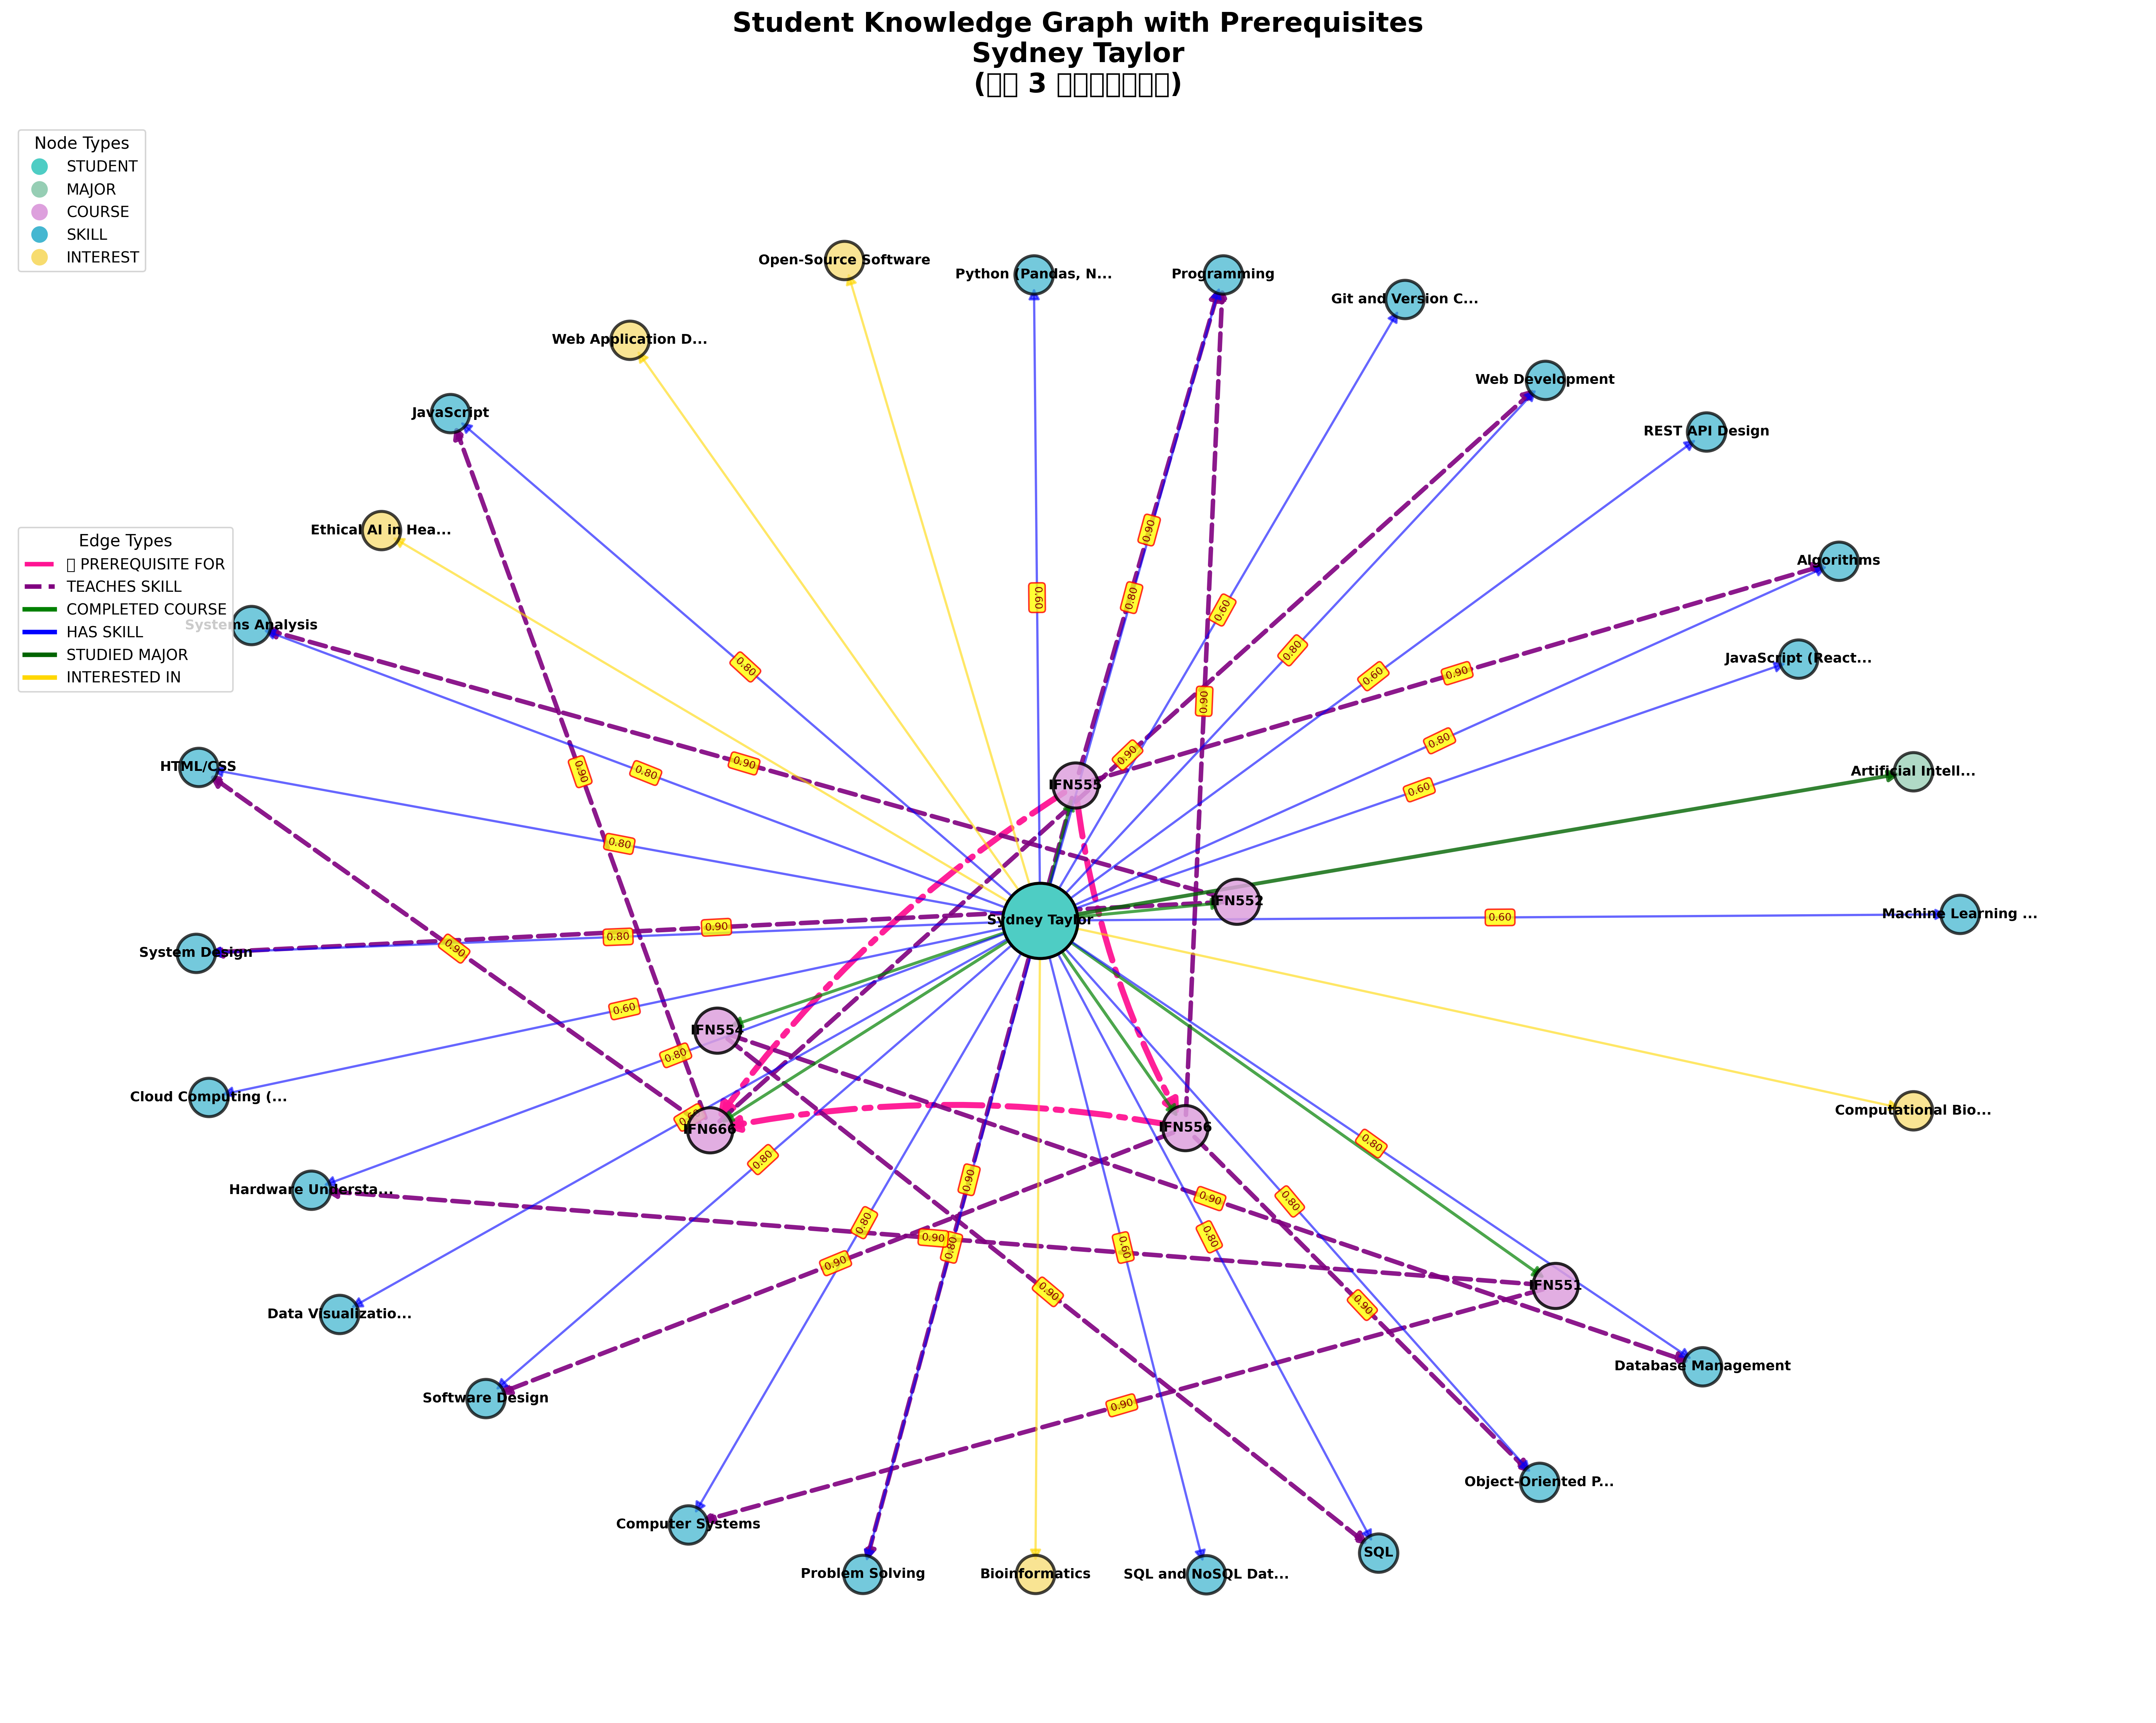 Student Knowledge Graph with Prerequisites
Sydney Taylor
3
Node Types
STUDENT
MAJOR
COURSE
SKILL
INTEREST
Open-Source Software
Python (Pandas, N...
Programming
Git and Version C...
Web Application D...
Web Development
JavaScript
REST API Design
Ethical AI in Hea...
0.90
Edge Types
PREREQUISITE FOR
TEACHES SKILL
COMPLETED COURSE
HAS SKILL
STUDIED MAJOR
INTERESTED IN
Algorithms
0.60
0.80
0.60
Systems Analysis
0.80
0.80
0.60
0.90
JavaScript (React...
0.90
0.80
0.90
HTML/CSS
0.90
0.80
0.90
IFN555
0.60
Artificial Intell...
0.80
IFN552
Sydney Taylor
0.60
Machine Learning ...
System Design
0.90
0.80
0.90
0.60
IFN554
0.80
Cloud Computing (...
0.60
IFN666
IFN556
Computational Bio...
0.80
0.80
Hardware Understa...
0.90
0.90
0.80
0.80
0.90
0.80
0.60
0.80
0.90
0.90
0.90
IFN551
Data Visualizatio...
Database Management
Software Design
0.90
Object-Oriented P...
Computer Systems
SQL
Problem Solving
Bioinformatics
SQL and NoSQL Dat...